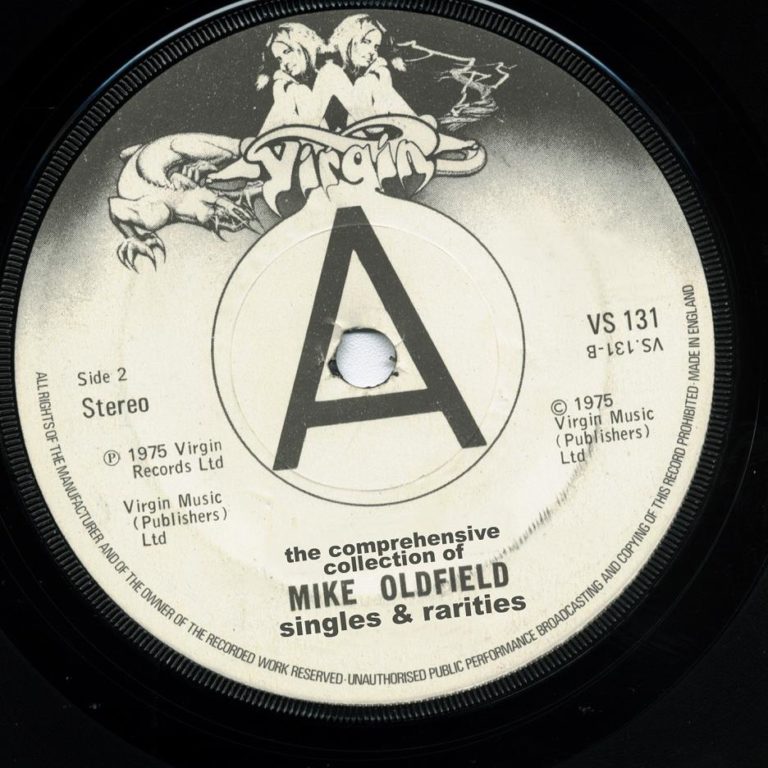 Virgin
A
VS 131
VS.131-B
Side 2
Stereo
℗ 1975 Virgin
Records Ltd
Virgin Music
(Publishers)
Ltd
© 1975
Virgin Music
(Publishers)
Ltd
the comprehensive
collection of
MIKE OLDFIELD
singles & rarities
ALL RIGHTS OF THE MANUFACTURER AND OF THE OWNER OF THE RECORDED WORK RESERVED·UNAUTHORISED PUBLIC PERFORMANCE BROADCASTING AND COPYING OF THIS RECORD PROHIBITED·MADE IN ENGLAND